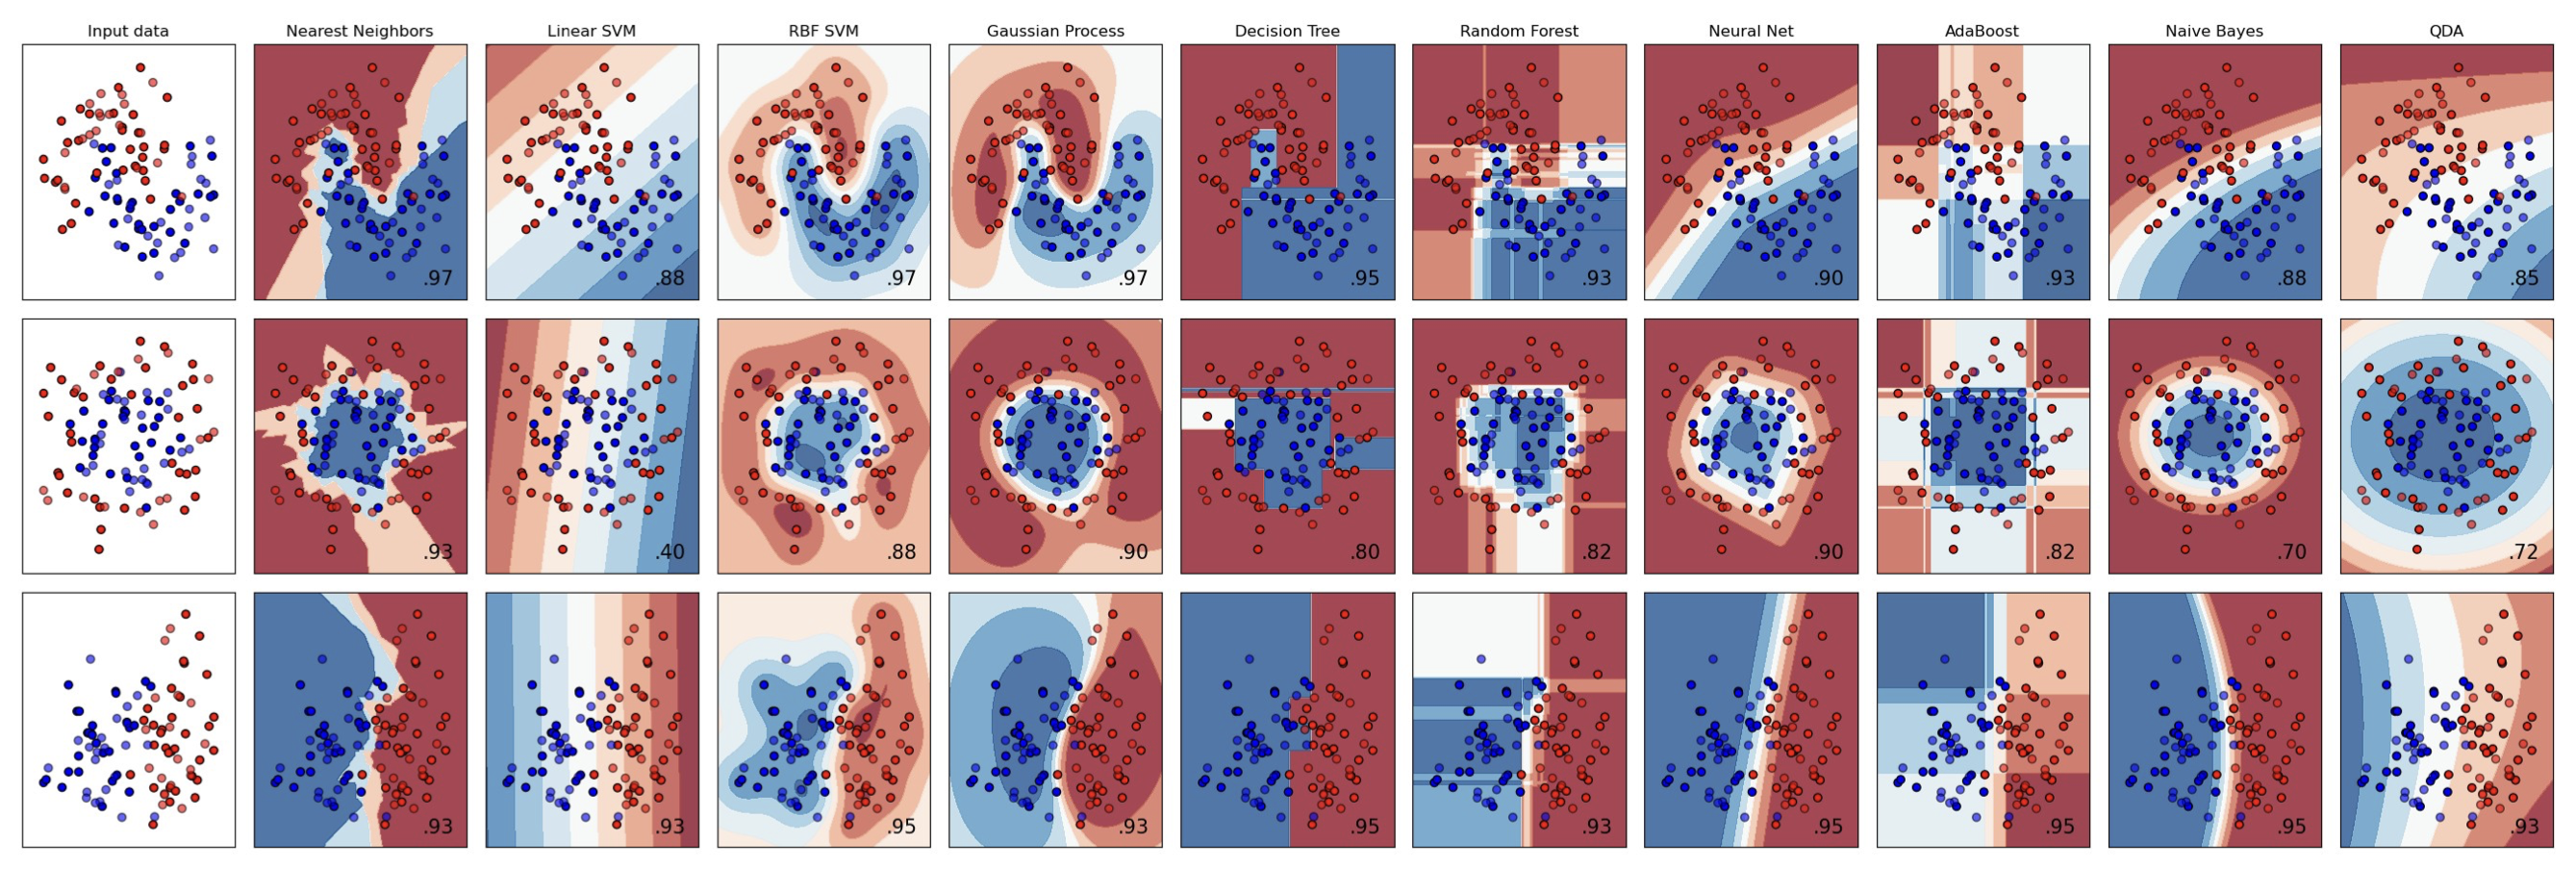 Input data
Nearest Neighbors
Linear SVM
RBF SVM
Gaussian Process
Decision Tree
Random Forest
Neural Net
AdaBoost
Naive Bayes
QDA
.97
.88
.97
.97
.95
.93
.90
.93
.88
.85
.93
.40
.88
.90
.80
.82
.90
.82
.70
.72
.93
.93
.95
.93
.95
.93
.95
.95
.95
.93